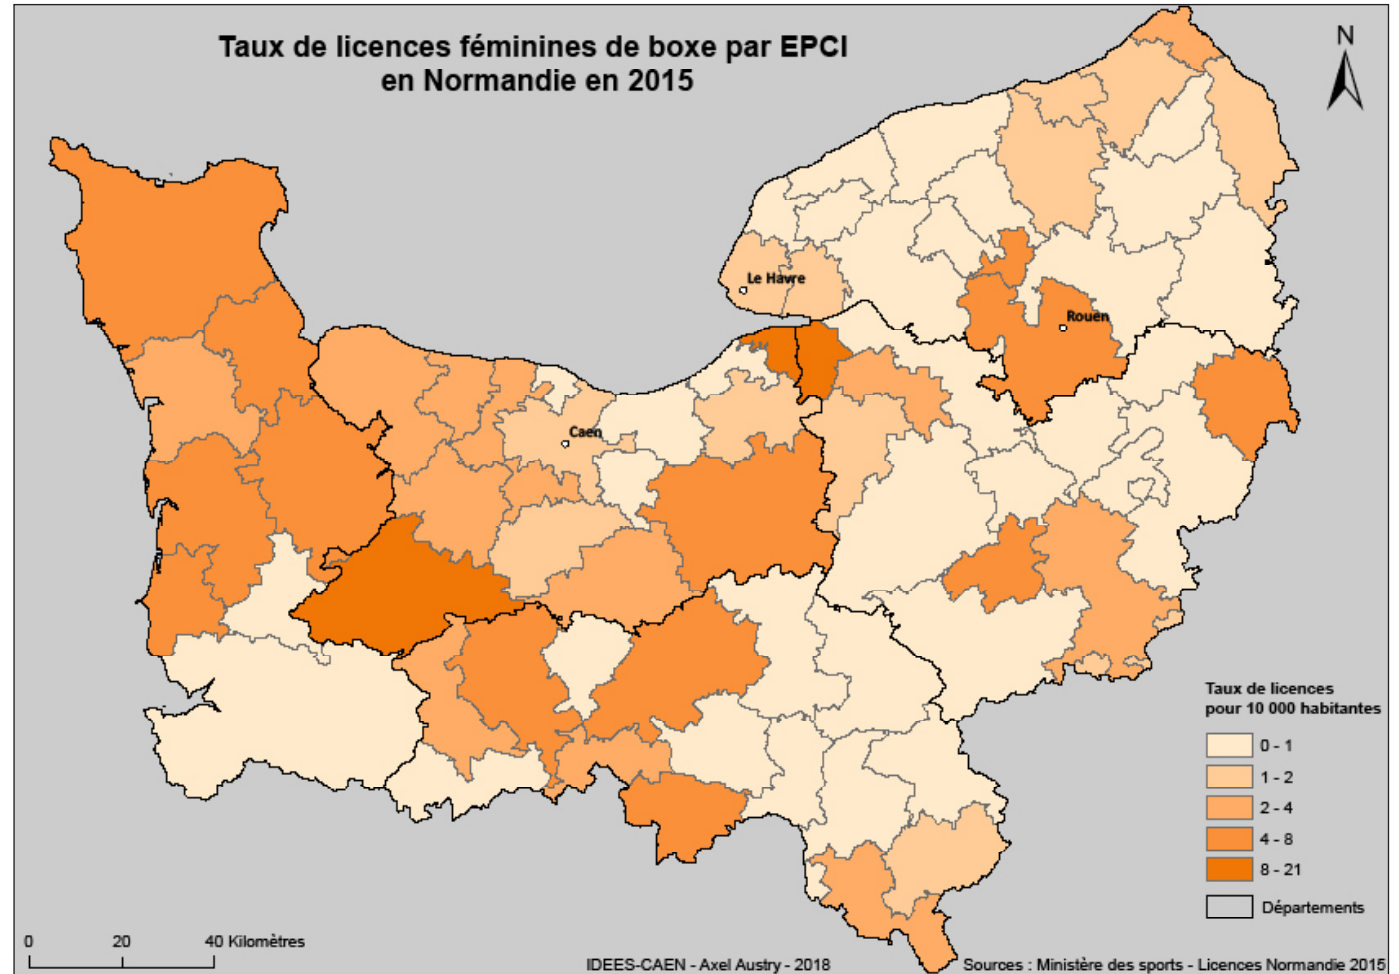 Taux de licences féminines de boxe par EPCI
en Normandie en 2015
N
Le Havre
Rouen
Caen
Taux de licences
pour 10 000 habitantes
0 - 1
1 - 2
2 - 4
4 - 8
8 - 21
Départements
0 20 40 Kilomètres
IDEES-CAEN - Axel Austry - 2018
Sources : Ministère des sports - Licences Normandie 2015